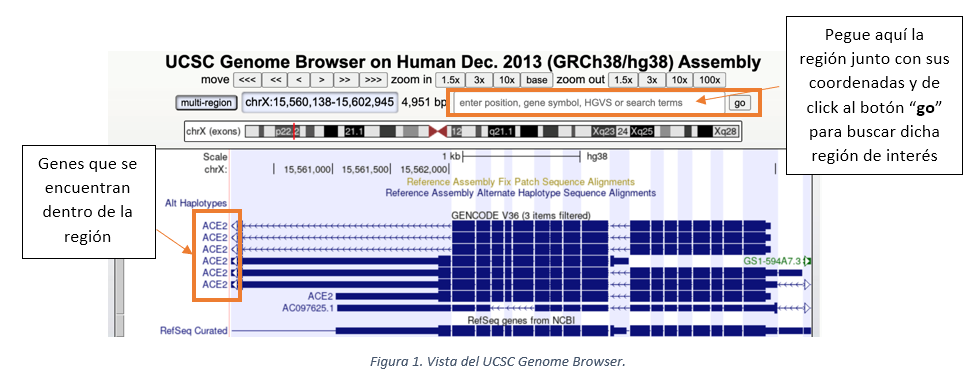 Pegue aquí la
región junto con sus
coordenadas y de
click al botón “go”
para buscar dicha
región de interés
UCSC Genome Browser on Human Dec. 2013 (GRCh38/hg38) Assembly
move <<< << < > >> >>> zoom in 1.5x 3x 10x base zoom out 1.5x 3x 10x 100x
multi-region chrX:15,560,138-15,602,945 4,951 bp enter position, gene symbol, HGVS or search terms go
chrX (exons) p22.2 21.1 12 q21.1 Xq23 24 Xq25 Xq28
Genes que se
encuentran
dentro de la
región
Scale 1 kb hg38
chrX: 15,561,000 15,561,500 15,562,000
Reference Assembly Fix Patch Sequence Alignments
Reference Assembly Alternate Haplotype Sequence Alignments
Alt Haplotypes
GENCODE V36 (3 items filtered)
ACE2
ACE2
ACE2
ACE2 GS1-594A7.3
ACE2
ACE2
ACE2
AC097625.1
RefSeq genes from NCBI
RefSeq Curated
Figura 1. Vista del UCSC Genome Browser.